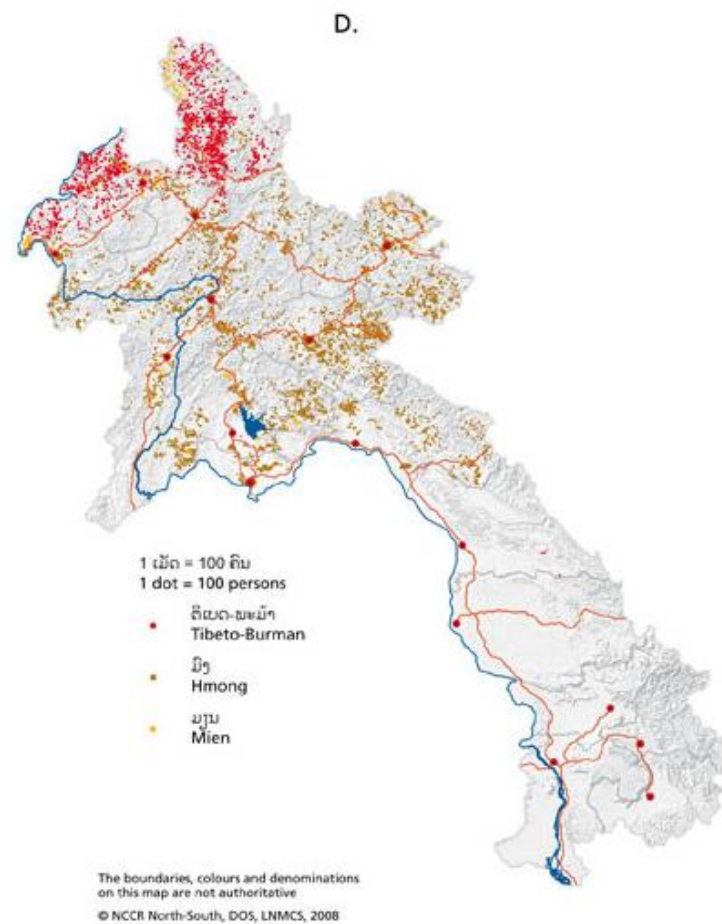 D.
1 ເມັດ = 100 ຄົນ
1 dot = 100 persons
ຕິເບດ-ພະມ້າ
Tibeto-Burman
ມົ້ງ
Hmong
ມຽນ
Mien
The boundaries, colours and denominations
on this map are not authoritative
© NCCR North-South, DOS, LNMCS, 2008